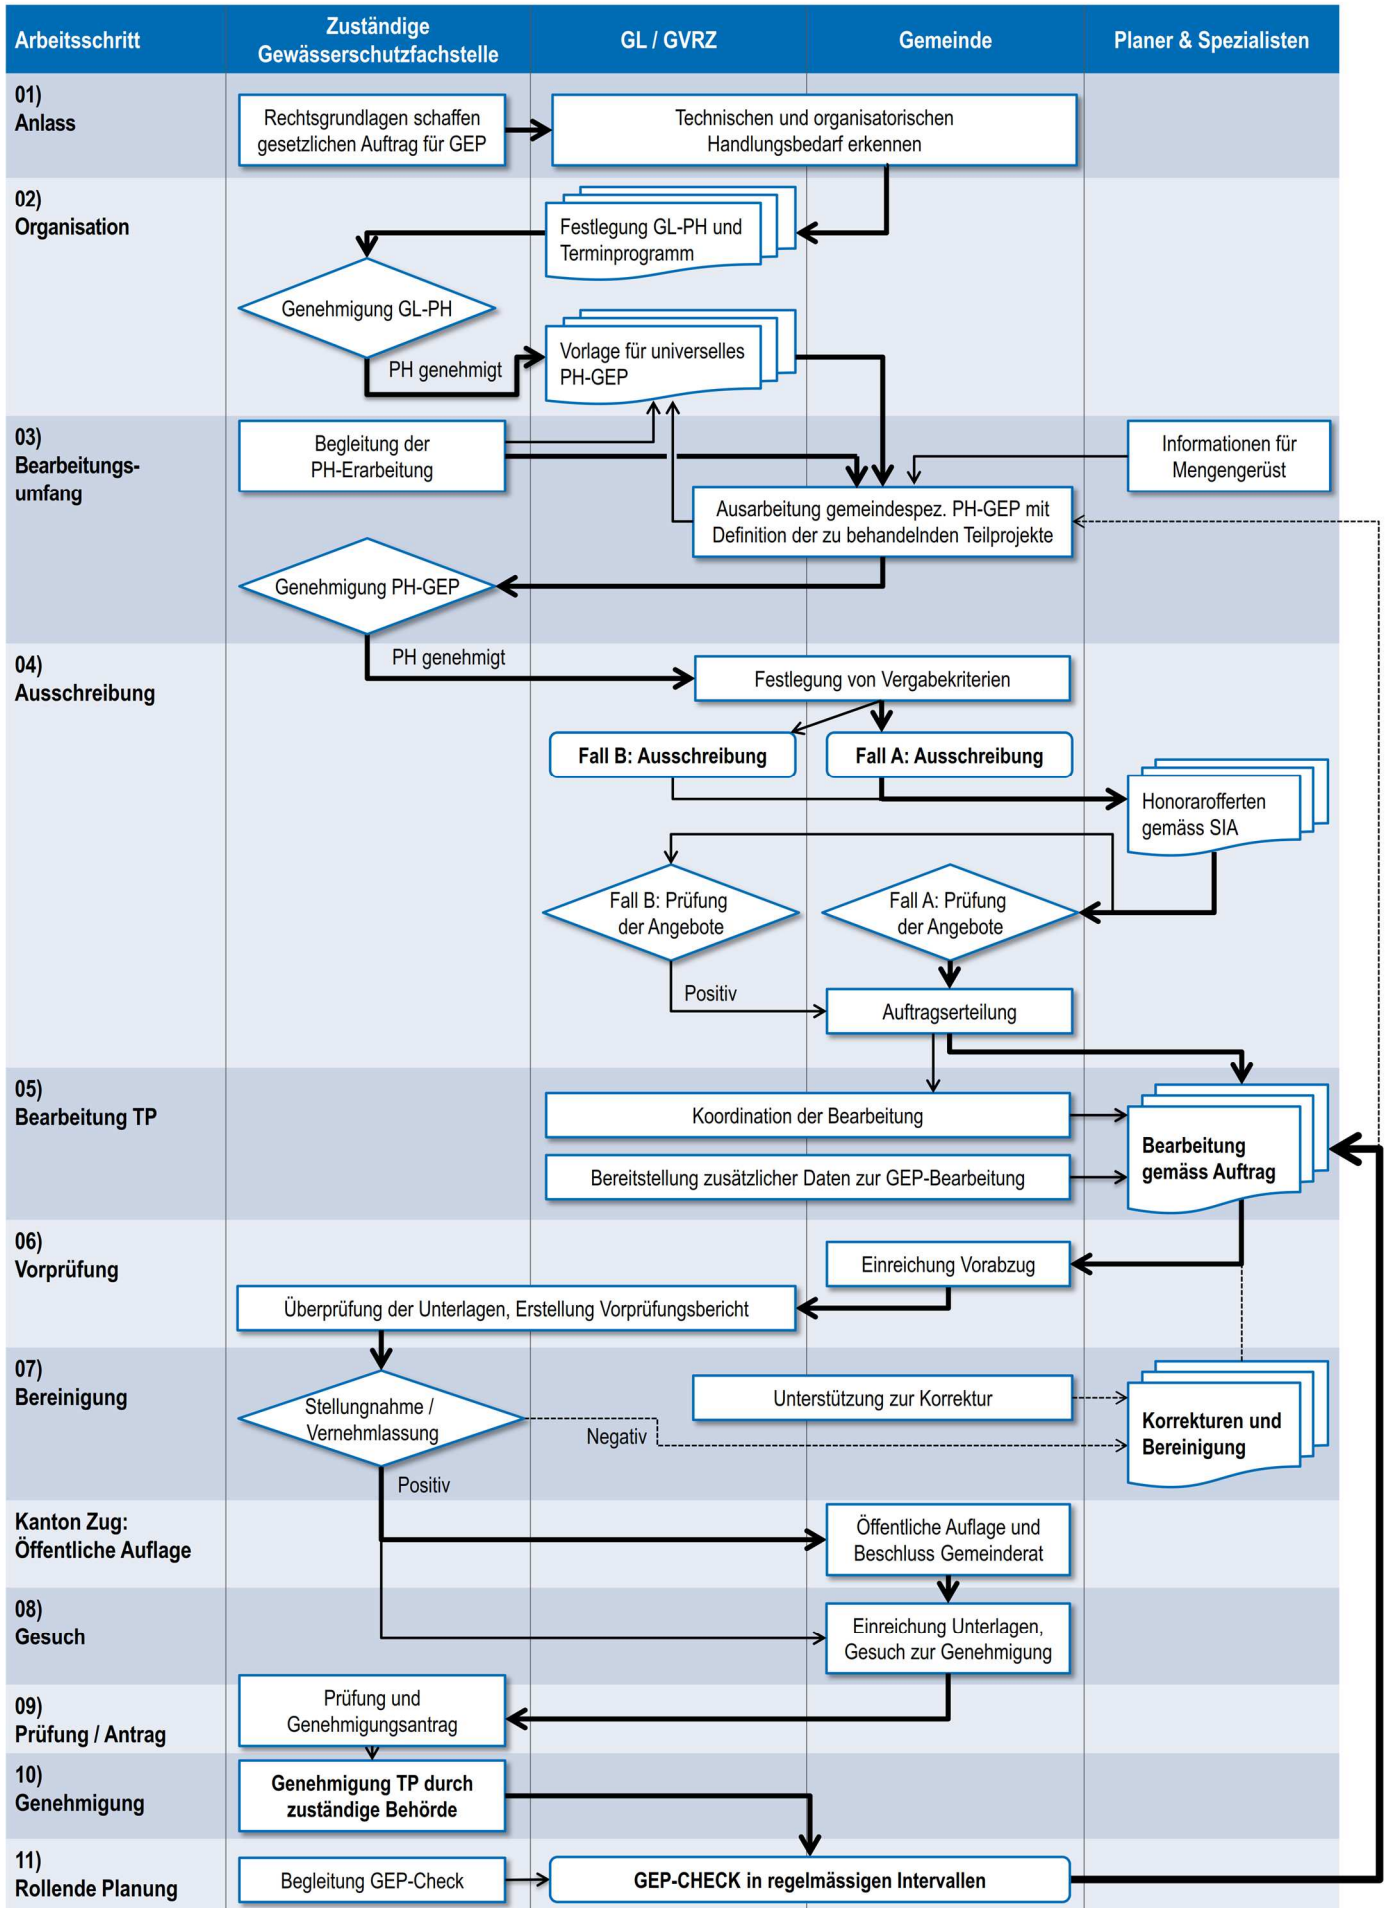 Arbeitsschritt
Zuständige
Gewässerschutzfachstelle
GL / GVRZ
Gemeinde
Planer & Spezialisten
01)
Anlass
Rechtsgrundlagen schaffen
gesetzlichen Auftrag für GEP
Technischen und organisatorischen
Handlungsbedarf erkennen
02)
Organisation
Festlegung GL-PH und
Terminprogramm
Genehmigung GL-PH
PH genehmigt
Vorlage für universelles
PH-GEP
03)
Bearbeitungs-
umfang
Begleitung der
PH-Erarbeitung
Informationen für
Mengengerüst
Ausarbeitung gemeindespez. PH-GEP mit
Definition der zu behandelnden Teilprojekte
Genehmigung PH-GEP
04)
Ausschreibung
PH genehmigt
Festlegung von Vergabekriterien
Fall B: Ausschreibung
Fall A: Ausschreibung
Honorarofferten
gemäss SIA
Fall B: Prüfung
der Angebote
Fall A: Prüfung
der Angebote
Positiv
Auftragserteilung
05)
Bearbeitung TP
Koordination der Bearbeitung
Bereitstellung zusätzlicher Daten zur GEP-Bearbeitung
Bearbeitung
gemäss Auftrag
06)
Vorprüfung
Einreichung Vorabzug
Überprüfung der Unterlagen, Erstellung Vorprüfungsbericht
07)
Bereinigung
Stellungnahme /
Vernehmlassung
Negativ
Positiv
Unterstützung zur Korrektur
Korrekturen und
Bereinigung
Kanton Zug:
Öffentliche Auflage
Öffentliche Auflage und
Beschluss Gemeinderat
08)
Gesuch
Einreichung Unterlagen,
Gesuch zur Genehmigung
09)
Prüfung / Antrag
Prüfung und
Genehmigungsantrag
10)
Genehmigung
Genehmigung TP durch
zuständige Behörde
11)
Rollende Planung
Begleitung GEP-Check
GEP-CHECK in regelmässigen Intervallen